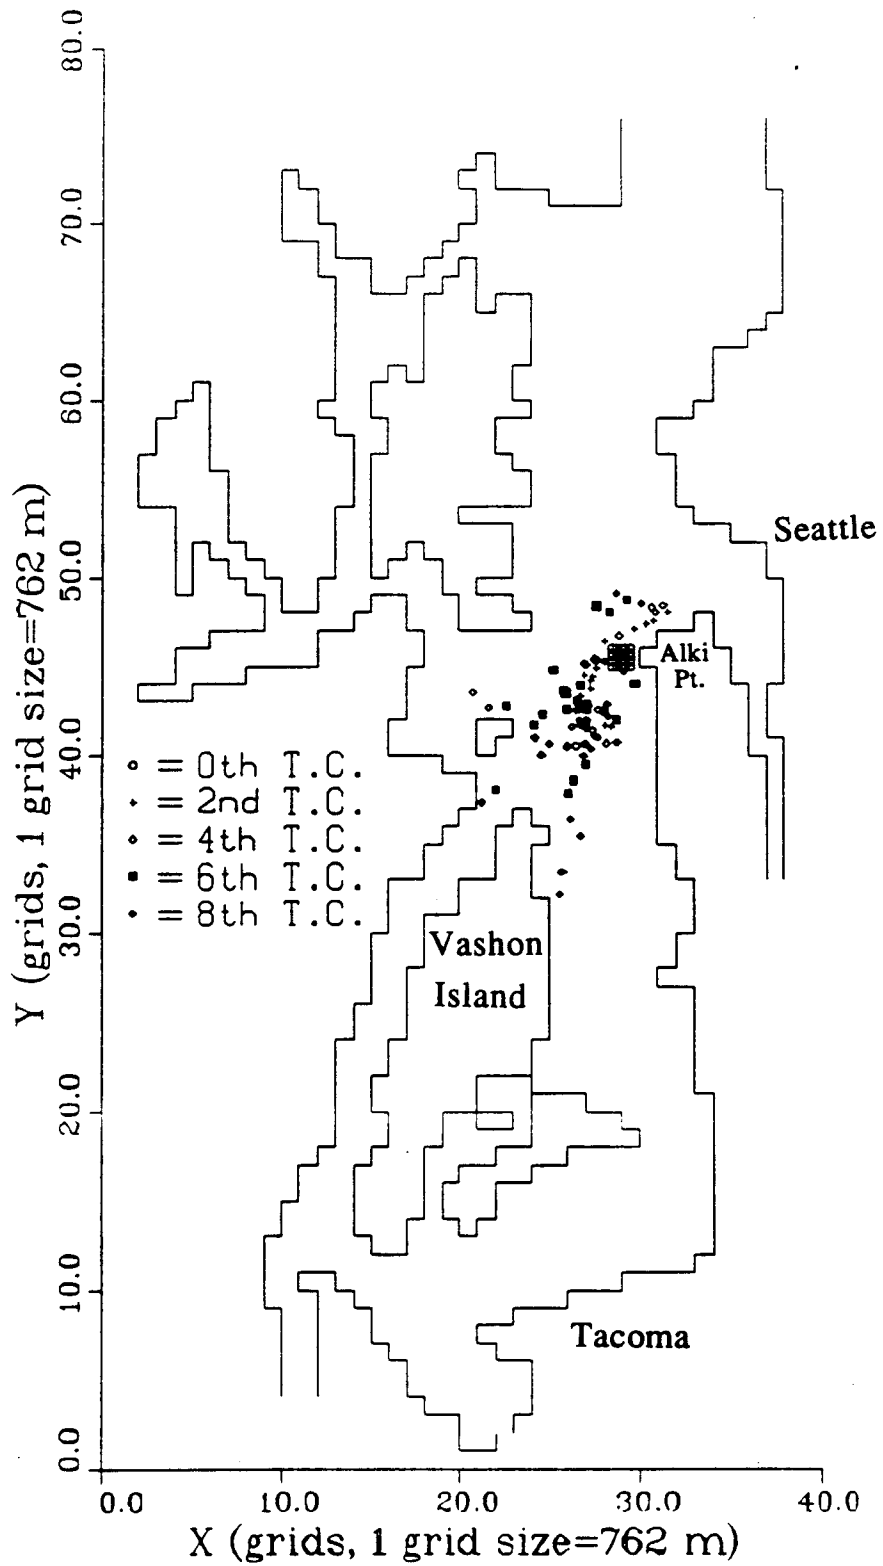 80.0
70.0
60.0
50.0
40.0
30.0
20.0
10.0
0.0
Y (grids, 1 grid size=762 m)
Seattle
Alki
Pt.
= 0th T.C.
= 2nd T.C.
= 4th T.C.
= 6th T.C.
= 8th T.C.
Vashon
Island
Tacoma
0.0 10.0 20.0 30.0 40.0
X (grids, 1 grid size=762 m)